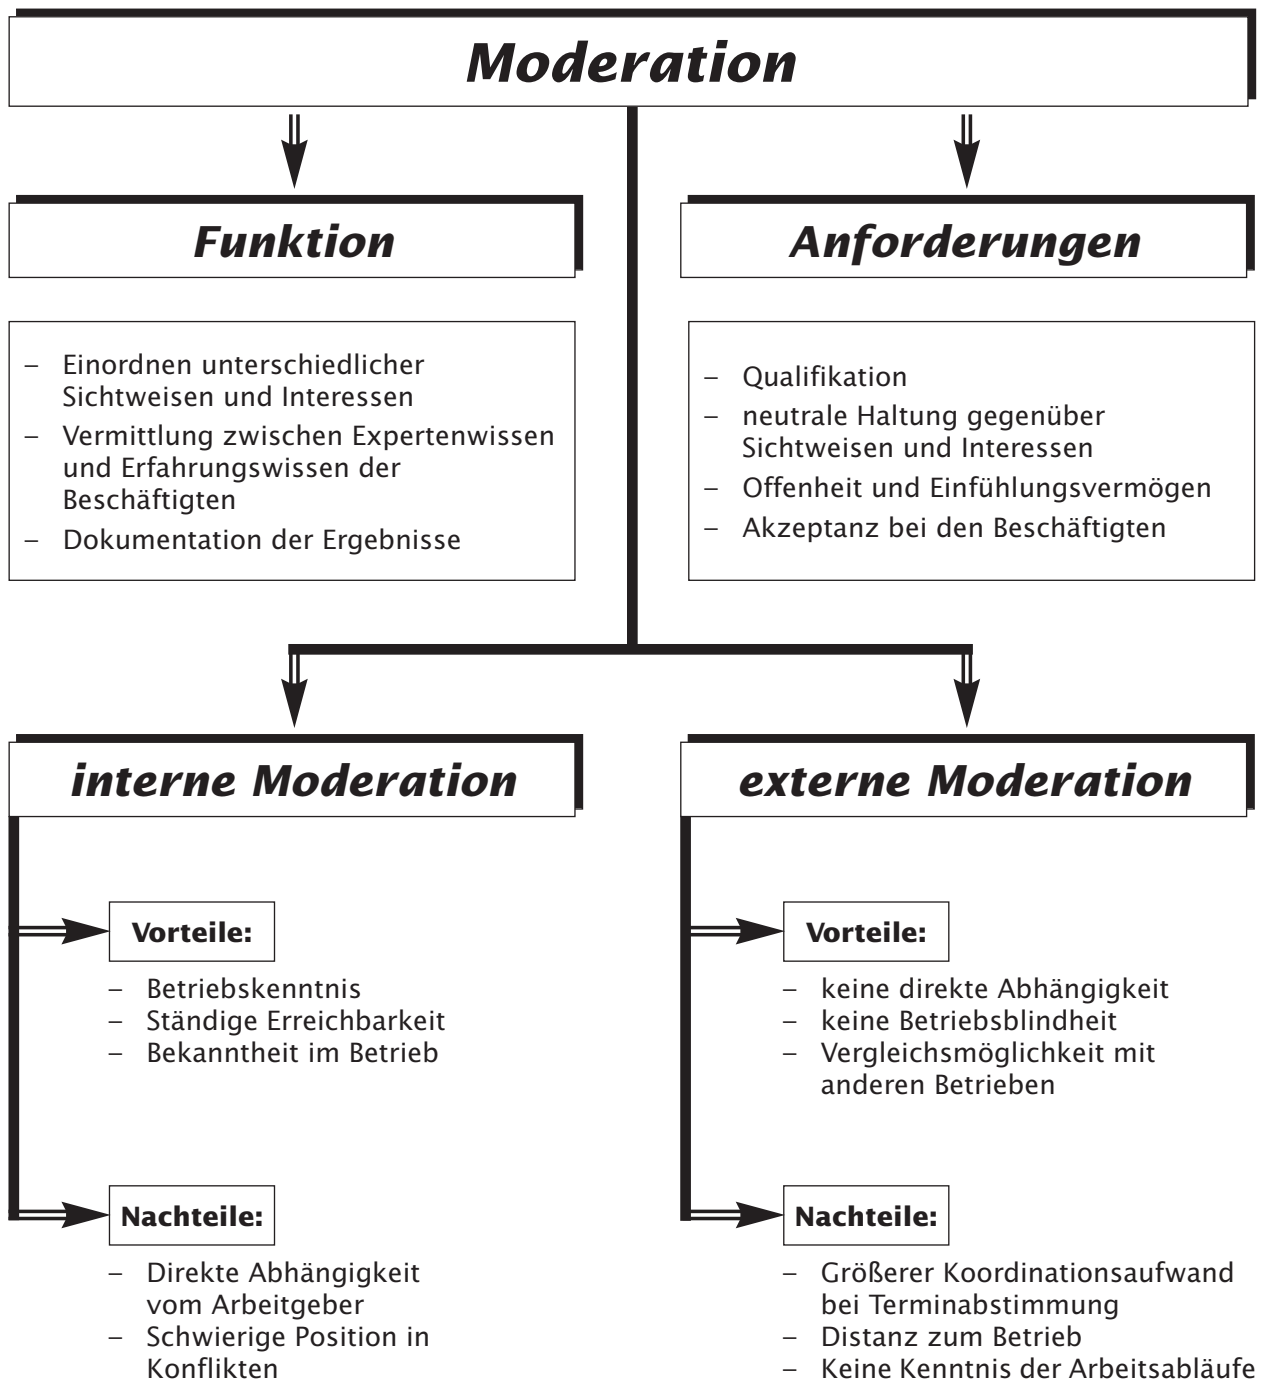 Moderation
Funktion
– Einordnen unterschiedlicher
Sichtweisen und Interessen
– Vermittlung zwischen Expertenwissen
und Erfahrungswissen der
Beschäftigten
– Dokumentation der Ergebnisse
Anforderungen
– Qualifikation
– neutrale Haltung gegenüber
Sichtweisen und Interessen
– Offenheit und Einfühlungsvermögen
– Akzeptanz bei den Beschäftigten
interne Moderation
Vorteile:
– Betriebskenntnis
– Ständige Erreichbarkeit
– Bekanntheit im Betrieb
Nachteile:
– Direkte Abhängigkeit
vom Arbeitgeber
– Schwierige Position in
Konflikten
externe Moderation
Vorteile:
– keine direkte Abhängigkeit
– keine Betriebsblindheit
– Vergleichsmöglichkeit mit
anderen Betrieben
Nachteile:
– Größerer Koordinationsaufwand
bei Terminabstimmung
– Distanz zum Betrieb
– Keine Kenntnis der Arbeitsabläufe